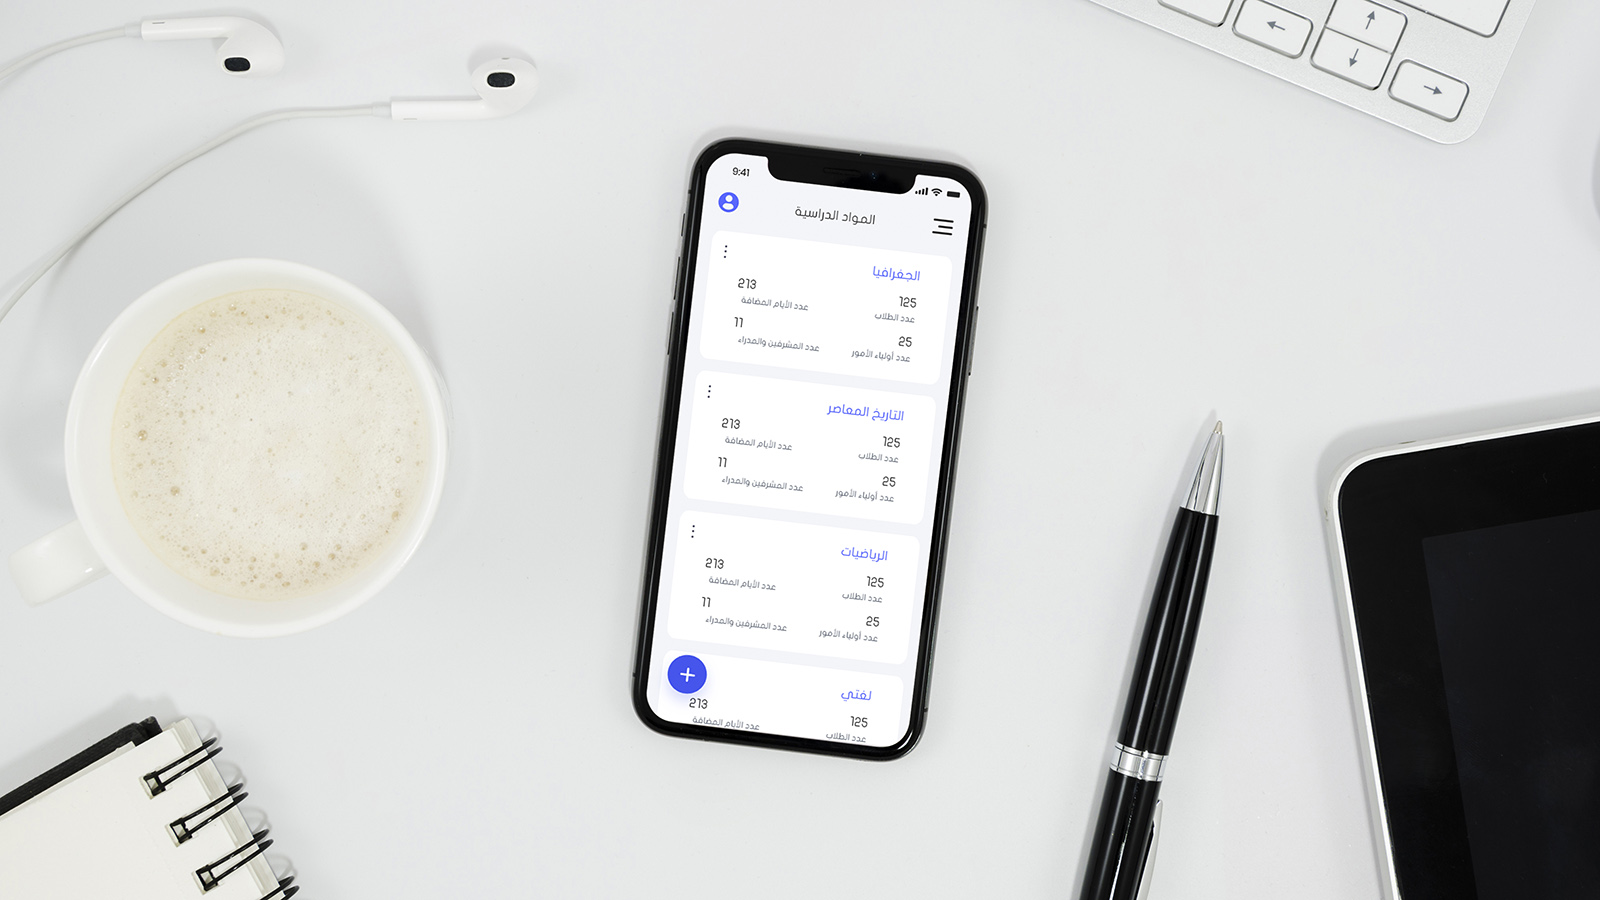 9:41
المواد الدراسية
الجغرافيا
125
213
عدد الطلاب
عدد الأيام المضافة
25
11
عدد أولياء الأمور
عدد المشرفين والمدراء
التاريخ المعاصر
125
213
عدد الطلاب
عدد الأيام المضافة
25
11
عدد أولياء الأمور
عدد المشرفين والمدراء
الرياضيات
125
213
عدد الطلاب
عدد الأيام المضافة
25
11
عدد أولياء الأمور
عدد المشرفين والمدراء
لغتي
125
213
عدد الطلاب
عدد الأيام المضافة